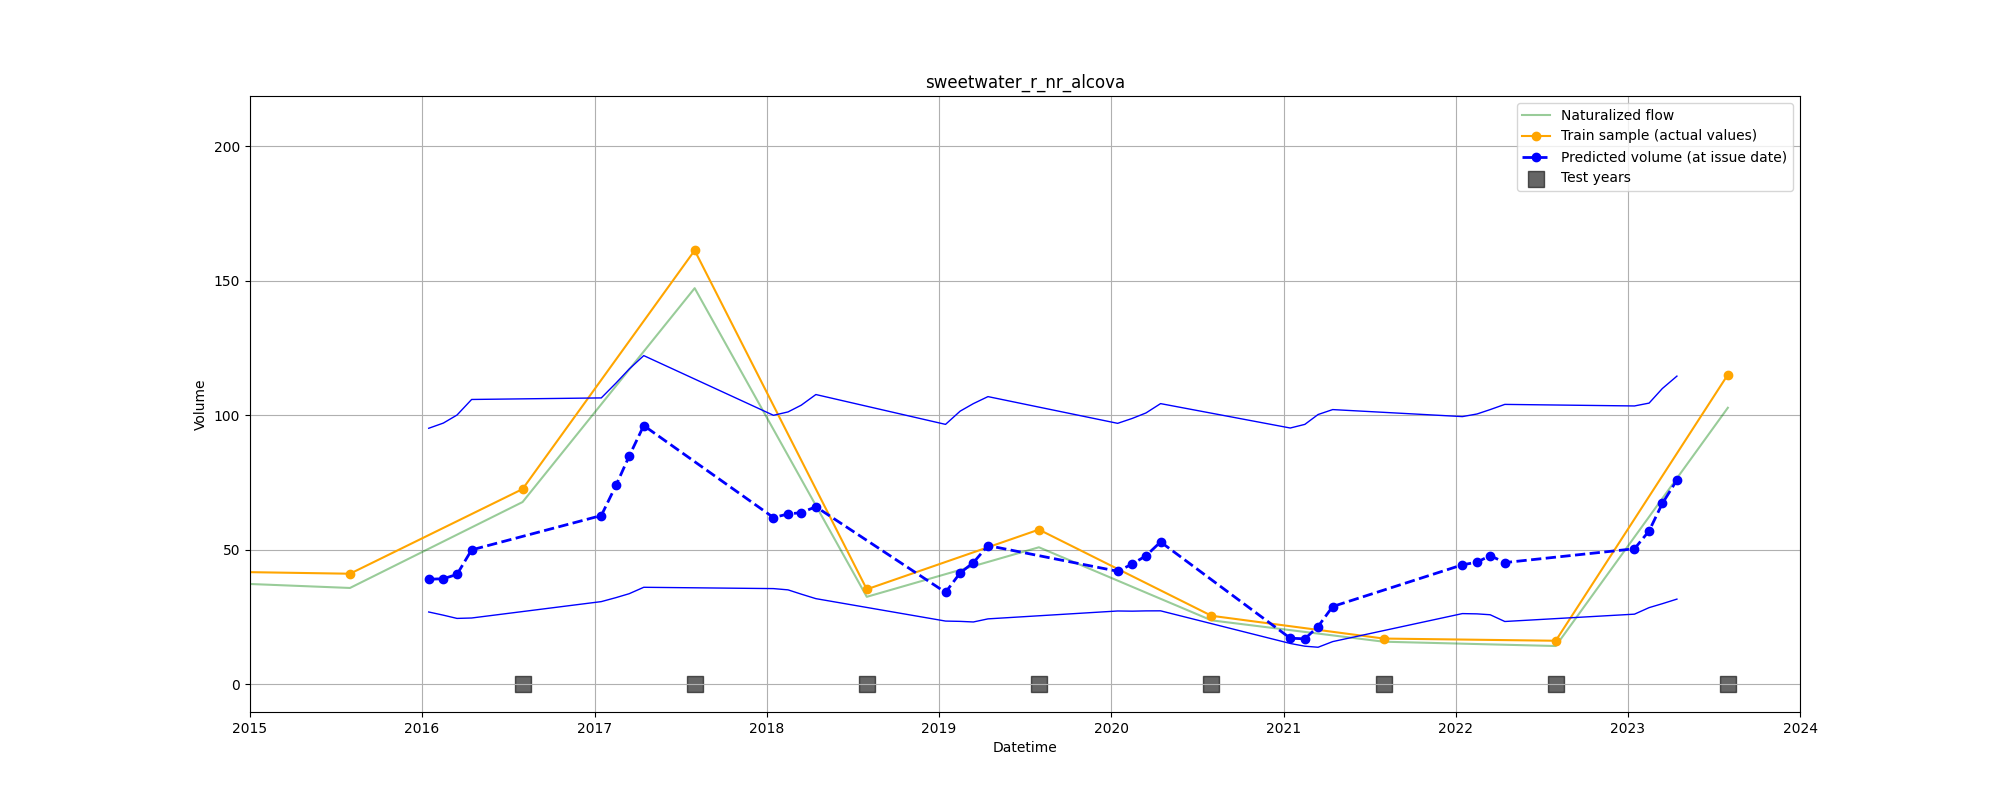 sweetwater_r_nr_alcova
Naturalized flow
Train sample (actual values)
Predicted volume (at issue date)
Test years
Volume
200
150
100
50
0
2015 2016 2017 2018 2019 2020 2021 2022 2023 2024
Datetime